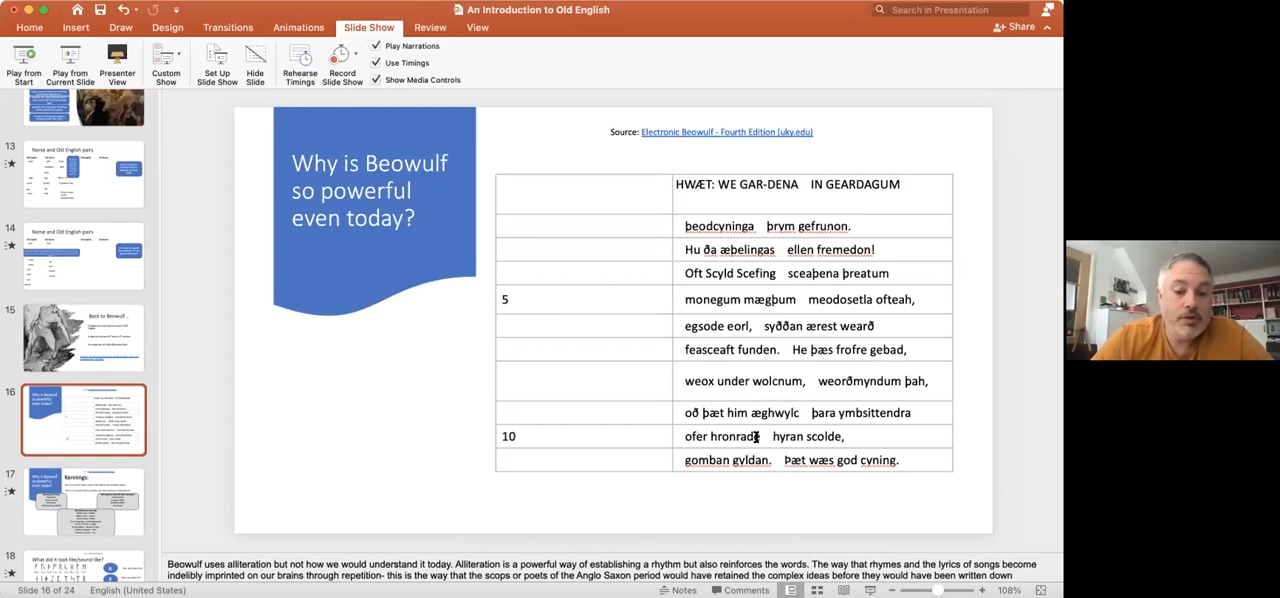 An Introduction to Old English
Search in Presentation
Home Insert Draw Design Transitions Animations Slide Show Review View
Share
Play from Start
Play from Current Slide
Presenter View
Custom Show
Set Up Slide Show
Hide Slide
Rehearse Timings
Record Slide Show
Play Narrations
Use Timings
Show Media Controls
13
Norse and Old English pairs
14
Norse and Old English pairs
15
Back to Beowulf...
16
Why is Beowulf so powerful even today?
17
Kennings:
18
What did it look like/sound like?
Why is Beowulf
so powerful
even today?
Source: Electronic Beowulf - Fourth Edition (uky.edu)
HWÆT: WE GAR-DENA IN GEARDAGUM
þeodcyninga þrym gefrunon.
Hu ða æþelingas ellen fremedon!
Oft Scyld Scefing sceaþena þreatum
5 monegum mægþum meodosetla ofteah,
egsode eorl, syððan ærest wearð
feasceaft funden. He þæs frofre gebad,
weox under wolcnum, weorðmyndum þah,
oð þæt him æghwylc þara ymbsittendra
10 ofer hronrade hyran scolde,
gomban gyldan. Þæt wæs god cyning.
Beowulf uses alliteration but not how we would understand it today. Alliteration is a powerful way of establishing a rhythm but also reinforces the words. The way that rhymes and the lyrics of songs become
indelibly imprinted on our brains through repetition- this is the way that the scops or poets of the Anglo Saxon period would have retained the complex ideas before they would have been written down
Slide 16 of 24 English (United States) Notes Comments 108%